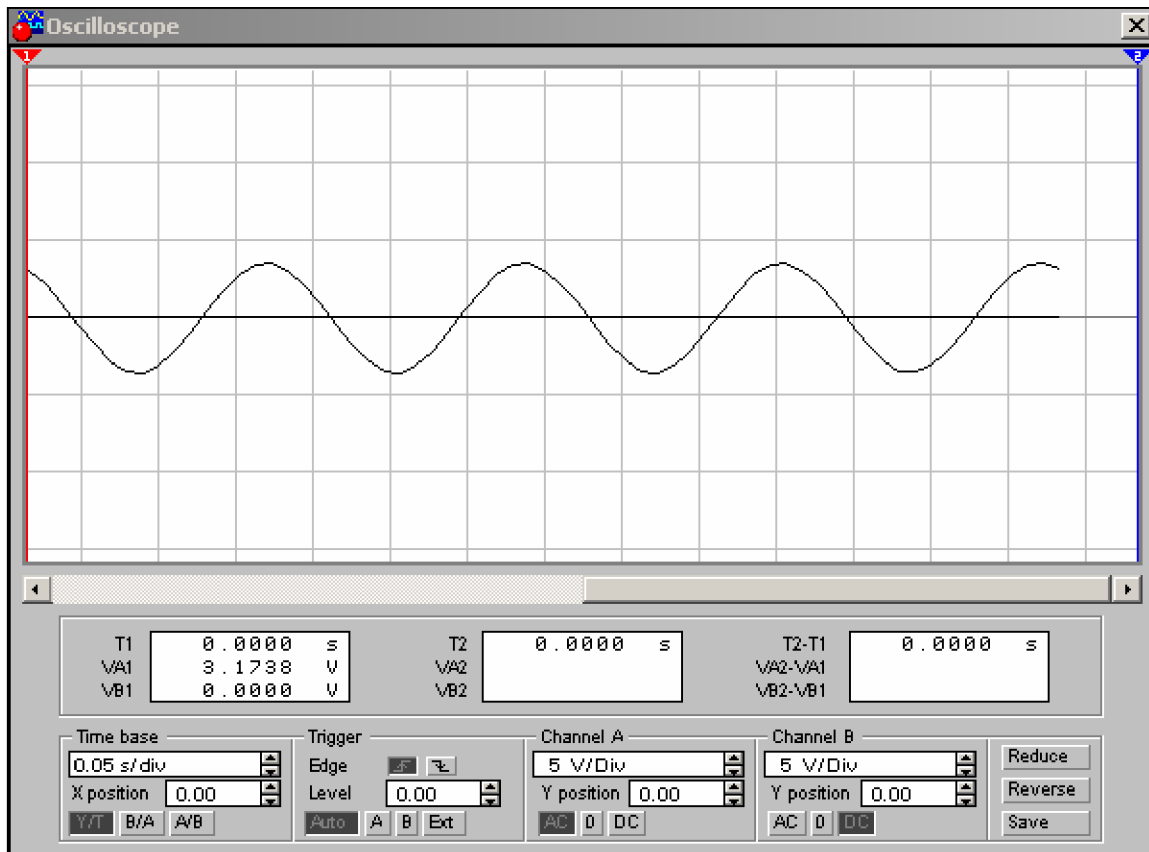 Oscilloscope
1 2
T1 0.0000 s T2 0.0000 s T2-T1 0.0000 s
VA1 3.1738 V VA2 VA2-VA1
VB1 0.0000 V VB2 VB2-VB1
Time base Trigger Channel A Channel B
0.05 s/div Edge 5 V/Div 5 V/Div Reduce
X position 0.00 Level 0.00 Y position 0.00 Y position 0.00 Reverse
Y/T B/A A/B Auto A B Ext AC 0 DC AC 0 DC Save